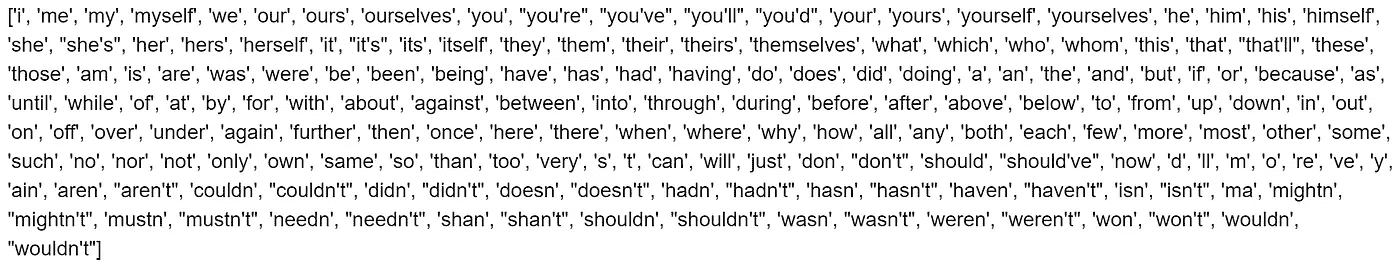 ['i', 'me', 'my', 'myself', 'we', 'our', 'ours', 'ourselves', 'you', "you're", "you've", "you'll", "you'd", 'your', 'yours', 'yourself', 'yourselves', 'he', 'him', 'his', 'himself',
'she', "she's", 'her', 'hers', 'herself', 'it', "it's", 'its', 'itself', 'they', 'them', 'their', 'theirs', 'themselves', 'what', 'which', 'who', 'whom', 'this', 'that', "that'll", 'these',
'those', 'am', 'is', 'are', 'was', 'were', 'be', 'been', 'being', 'have', 'has', 'had', 'having', 'do', 'does', 'did', 'doing', 'a', 'an', 'the', 'and', 'but', 'if', 'or', 'because', 'as',
'until', 'while', 'of', 'at', 'by', 'for', 'with', 'about', 'against', 'between', 'into', 'through', 'during', 'before', 'after', 'above', 'below', 'to', 'from', 'up', 'down', 'in', 'out',
'on', 'off', 'over', 'under', 'again', 'further', 'then', 'once', 'here', 'there', 'when', 'where', 'why', 'how', 'all', 'any', 'both', 'each', 'few', 'more', 'most', 'other', 'some',
'such', 'no', 'nor', 'not', 'only', 'own', 'same', 'so', 'than', 'too', 'very', 's', 't', 'can', 'will', 'just', 'don', "don't", 'should', "should've", 'now', 'd', 'll', 'm', 'o', 're', 've', 'y',
'ain', 'aren', "aren't", 'couldn', "couldn't", 'didn', "didn't", 'doesn', "doesn't", 'hadn', "hadn't", 'hasn', "hasn't", 'haven', "haven't", 'isn', "isn't", 'ma', 'mightn',
"mightn't", 'mustn', "mustn't", 'needn', "needn't", 'shan', "shan't", 'shouldn', "shouldn't", 'wasn', "wasn't", 'weren', "weren't", 'won', "won't", 'wouldn',
"wouldn't"]